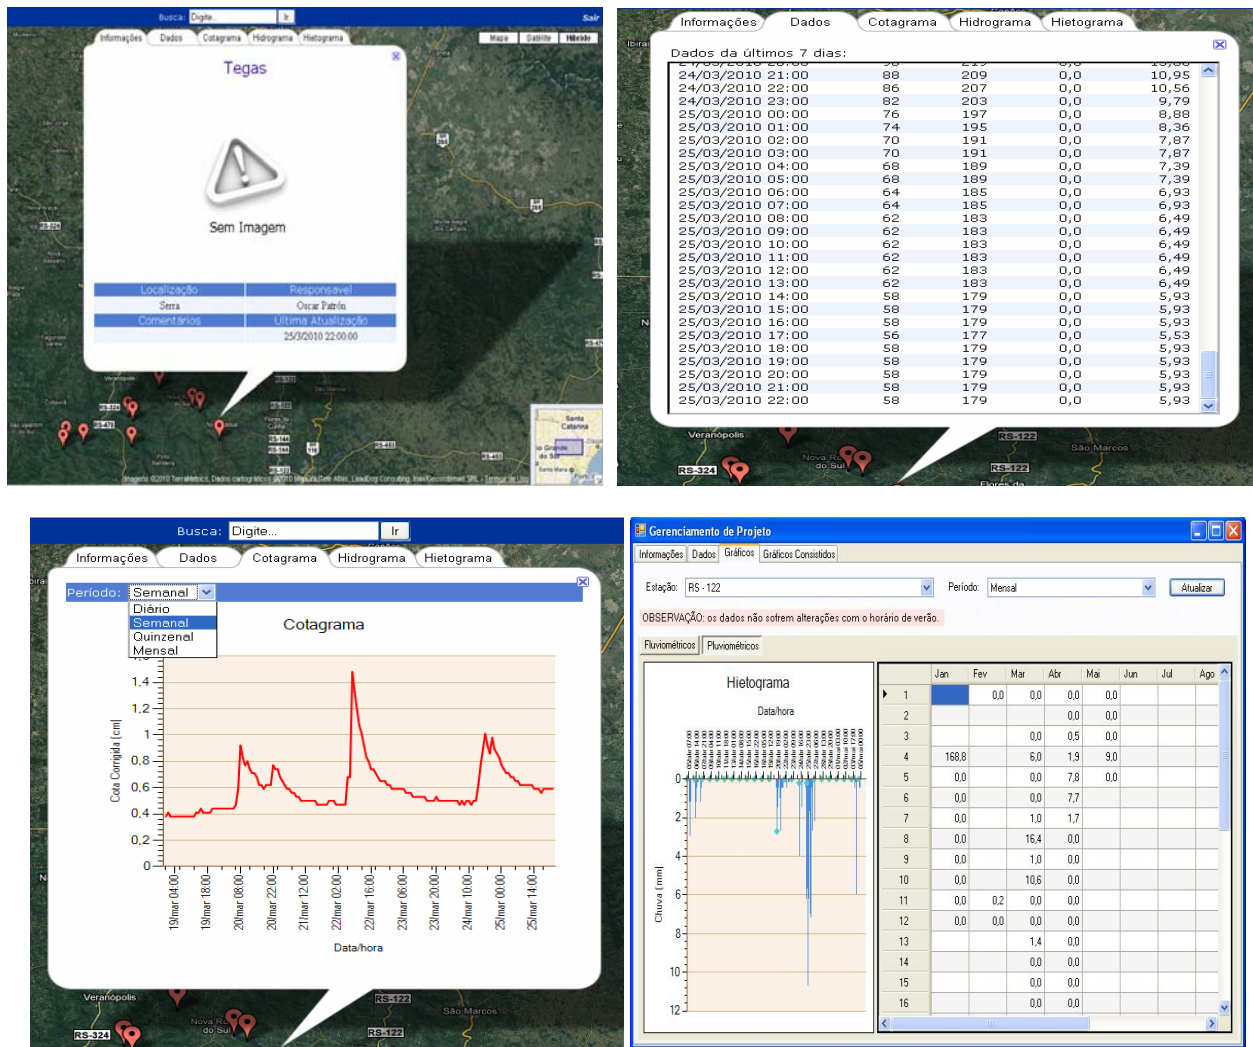 Busca: Digite... Ir Sair
Informações Dados Cotagrama Hidrograma Hietograma
Mapa Satélite Híbrido
Tegas
Sem Imagem
Localização Responsavel
Serra Oscar Patrón
Comentários Ultima Atualização
25/3/2010 22:00:00
Veranópolis
RS-324
RS-470
RS-122
RS-453
Santa
Catarina
Informações Dados Cotagrama Hidrograma Hietograma
Dados da últimos 7 dias:
24/03/2010 21:00 88 209 0,0 10,95
24/03/2010 22:00 86 207 0,0 10,56
24/03/2010 23:00 82 203 0,0 9,79
25/03/2010 00:00 76 197 0,0 8,88
25/03/2010 01:00 74 195 0,0 8,36
25/03/2010 02:00 70 191 0,0 7,87
25/03/2010 03:00 70 191 0,0 7,87
25/03/2010 04:00 68 189 0,0 7,39
25/03/2010 05:00 68 189 0,0 7,39
25/03/2010 06:00 64 185 0,0 6,93
25/03/2010 07:00 64 185 0,0 6,93
25/03/2010 08:00 62 183 0,0 6,49
25/03/2010 09:00 62 183 0,0 6,49
25/03/2010 10:00 62 183 0,0 6,49
25/03/2010 11:00 62 183 0,0 6,49
25/03/2010 12:00 62 183 0,0 6,49
25/03/2010 13:00 62 183 0,0 6,49
25/03/2010 14:00 58 179 0,0 5,93
25/03/2010 15:00 58 179 0,0 5,93
25/03/2010 16:00 58 179 0,0 5,93
25/03/2010 17:00 56 177 0,0 5,53
25/03/2010 18:00 58 179 0,0 5,93
25/03/2010 19:00 58 179 0,0 5,93
25/03/2010 20:00 58 179 0,0 5,93
25/03/2010 21:00 58 179 0,0 5,93
25/03/2010 22:00 58 179 0,0 5,93
Veranópolis
RS-122
São Marcos
Nova
do Sul
RS-324
RS-122
Flores da
Busca: Digite... Ir
Informações Dados Cotagrama Hidrograma Hietograma
Período: Semanal
Diário
Semanal
Quinzenal
Mensal
Cotagrama
1,4
1,2
1
0,8
0,6
0,4
0,2
0
Cota Corrigida [cm]
19/mar 04:00
19/mar 18:00
20/mar 08:00
20/mar 22:00
21/mar 12:00
22/mar 02:00
22/mar 16:00
23/mar 06:00
23/mar 20:00
24/mar 10:00
25/mar 00:00
25/mar 14:00
Data/hora
Veranópolis
RS-122
São Marcos
do Sul
RS-324
RS-122
Gerenciamento de Projeto
Informações Dados Gráficos Gráficos Consistidos
Estação: RS - 122 Período: Mensal Atualizar
OBSERVAÇÃO: os dados não sofrem alterações com o horário de verão.
Fluviométricos Pluviométricos
Hietograma
Data/hora
0
2
4
6
8
10
12
Chuva [mm]
Jan Fev Mar Abr Mai Jun Jul Ago
1 0,0 0,0 0,0 0,0
2 0,0 0,0
3 0,0 0,5 0,0
4 168,8 6,0 1,9 9,0
5 0,0 0,0 7,8 0,0
6 0,0 0,0 7,7
7 0,0 1,0 1,7
8 0,0 16,4 0,0
9 0,0 1,0 0,0
10 0,0 10,6 0,0
11 0,0 0,2 0,0 0,0
12 0,0 0,0 0,0 0,0
13 1,4 0,0
14 0,0 0,0
15 0,0 0,0
16 0,0 0,0